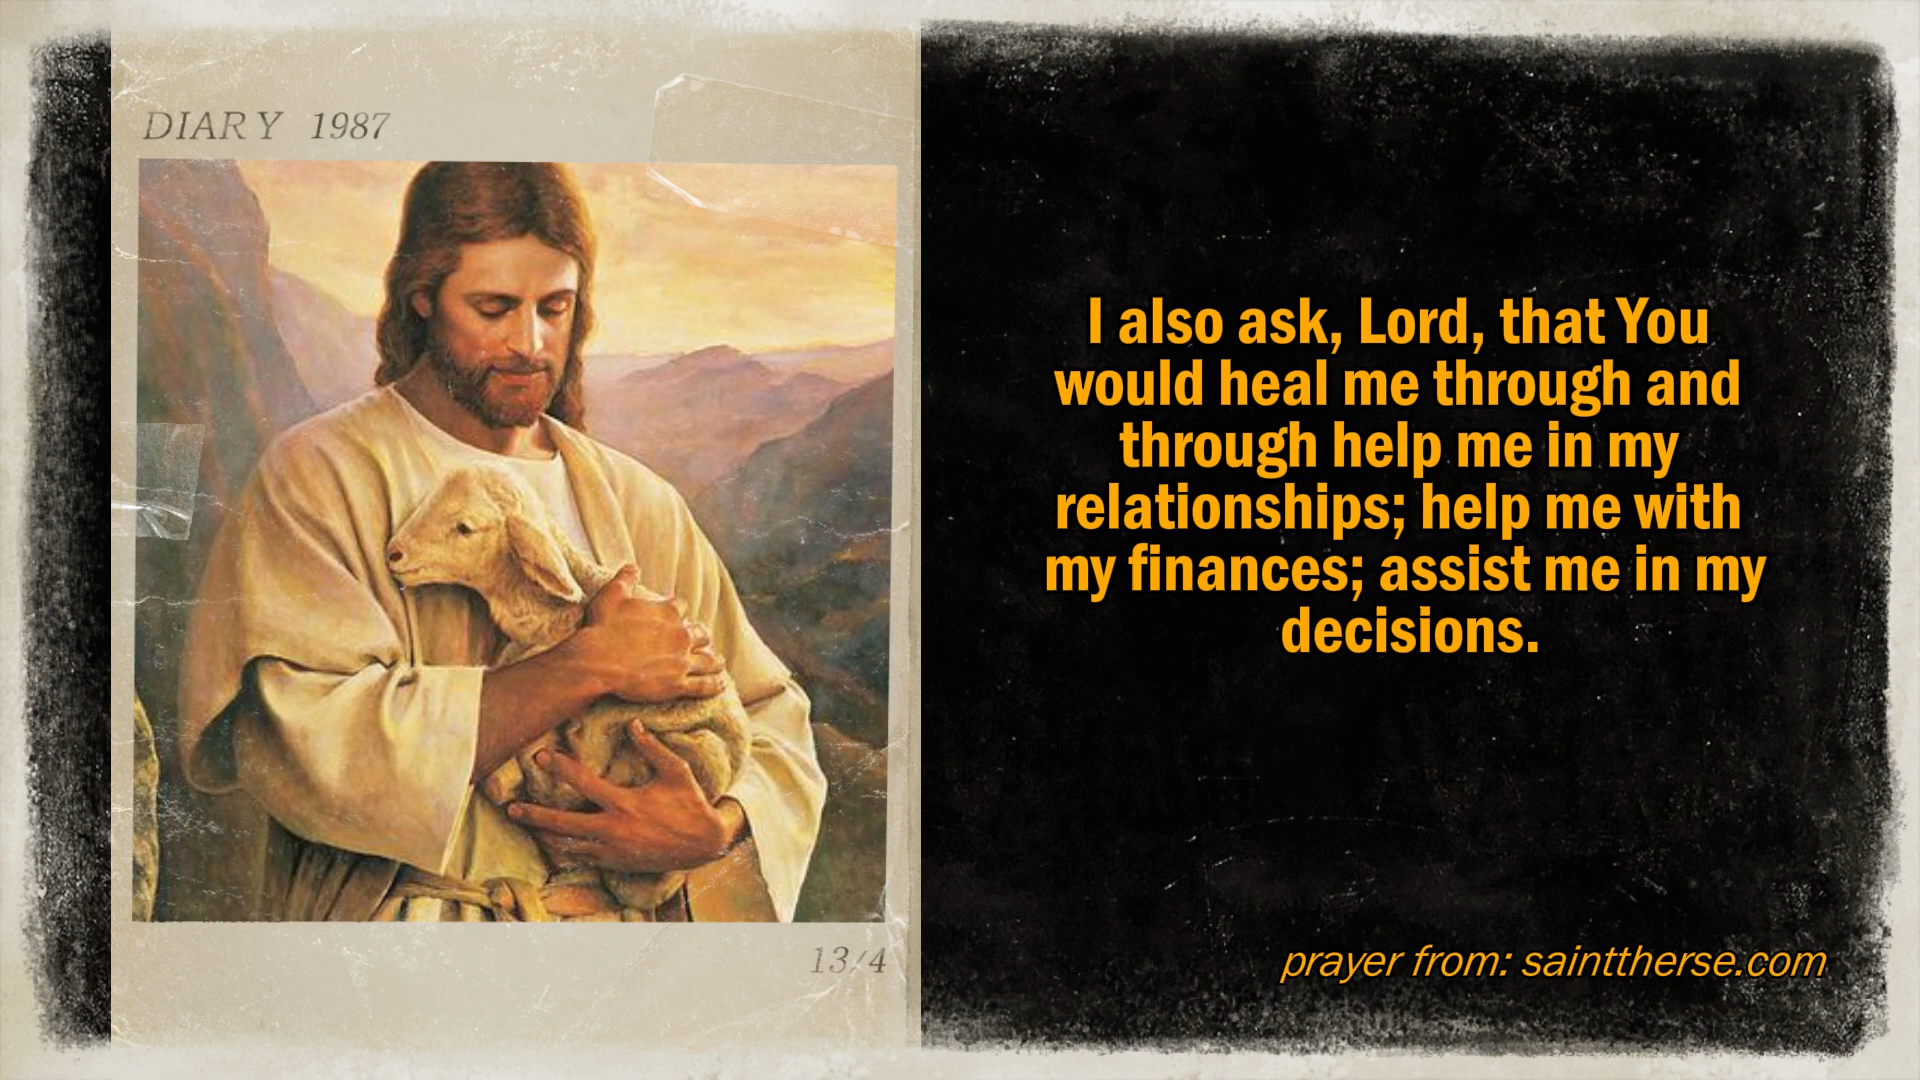 DIARY 1987
13/4
I also ask, Lord, that You
would heal me through and
through help me in my
relationships; help me with
my finances; assist me in my
decisions.
prayer from: sainttherse.com